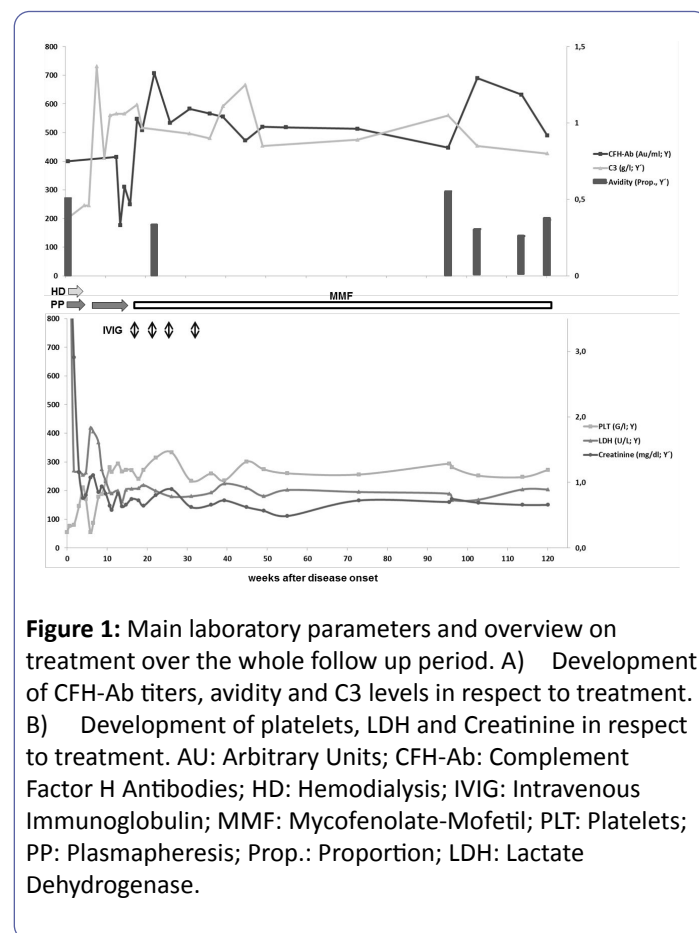 800
700
600
500
400
300
200
100
0
1,5
1
0,5
0
CFH-Ab (Au/ml; Y)
C3 (g/l; Y´)
Avidity (Prop., Y´)
HD
PP
MMF
IVIG
800
700
600
500
400
300
200
100
0
3,0
2,0
1,0
0,0
PLT (G/l; Y)
LDH (U/L; Y)
Creatinine (mg/dl; Y´)
0 10 20 30 40 50 60 70 80 90 100 110 120
weeks after disease onset
Figure 1: Main laboratory parameters and overview on
treatment over the whole follow up period. A) Development
of CFH-Ab titers, avidity and C3 levels in respect to treatment.
B) Development of platelets, LDH and Creatinine in respect
to treatment. AU: Arbitrary Units; CFH-Ab: Complement
Factor H Antibodies; HD: Hemodialysis; IVIG: Intravenous
Immunoglobulin; MMF: Mycofenolate-Mofetil; PLT: Platelets;
PP: Plasmapheresis; Prop.: Proportion; LDH: Lactate
Dehydrogenase.